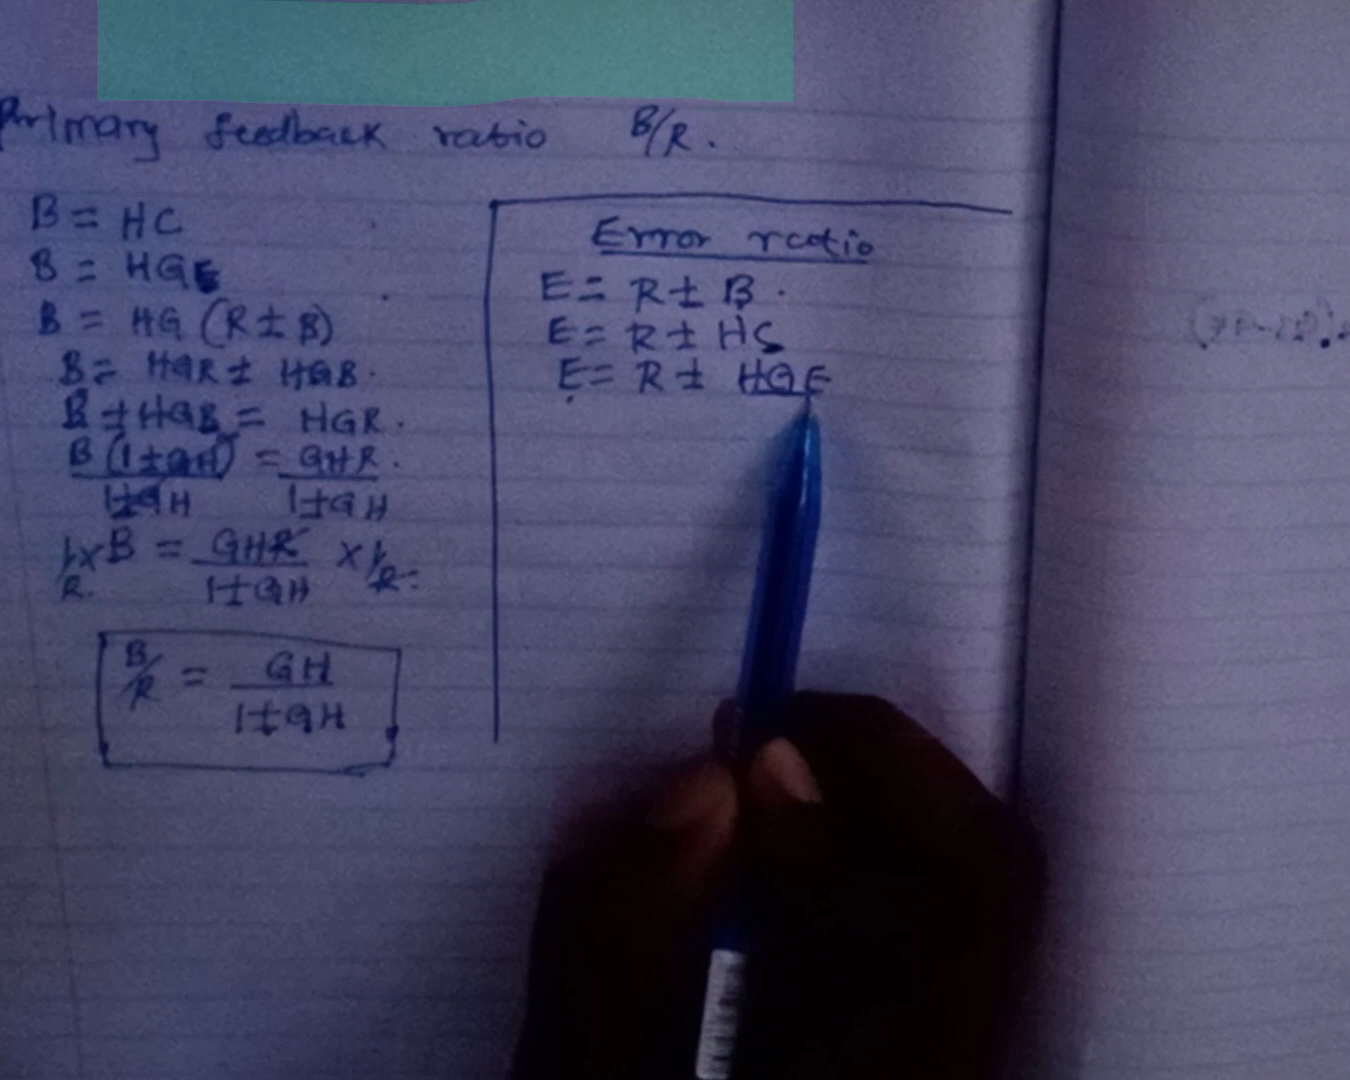 Primary feedback ratio B/R.
B = HC
B = HGE
B = HG (R ± B)
B = HGR ± HGB.
B ± HGB = HGR.
B (1±GH) = GHR.
1±GH 1±GH
1/R. × B = GHR/1±GH × 1/R =
B/R = GH/1±GH
Error ratio
E = R ± B.
E = R ± HC
E = R ± HGE